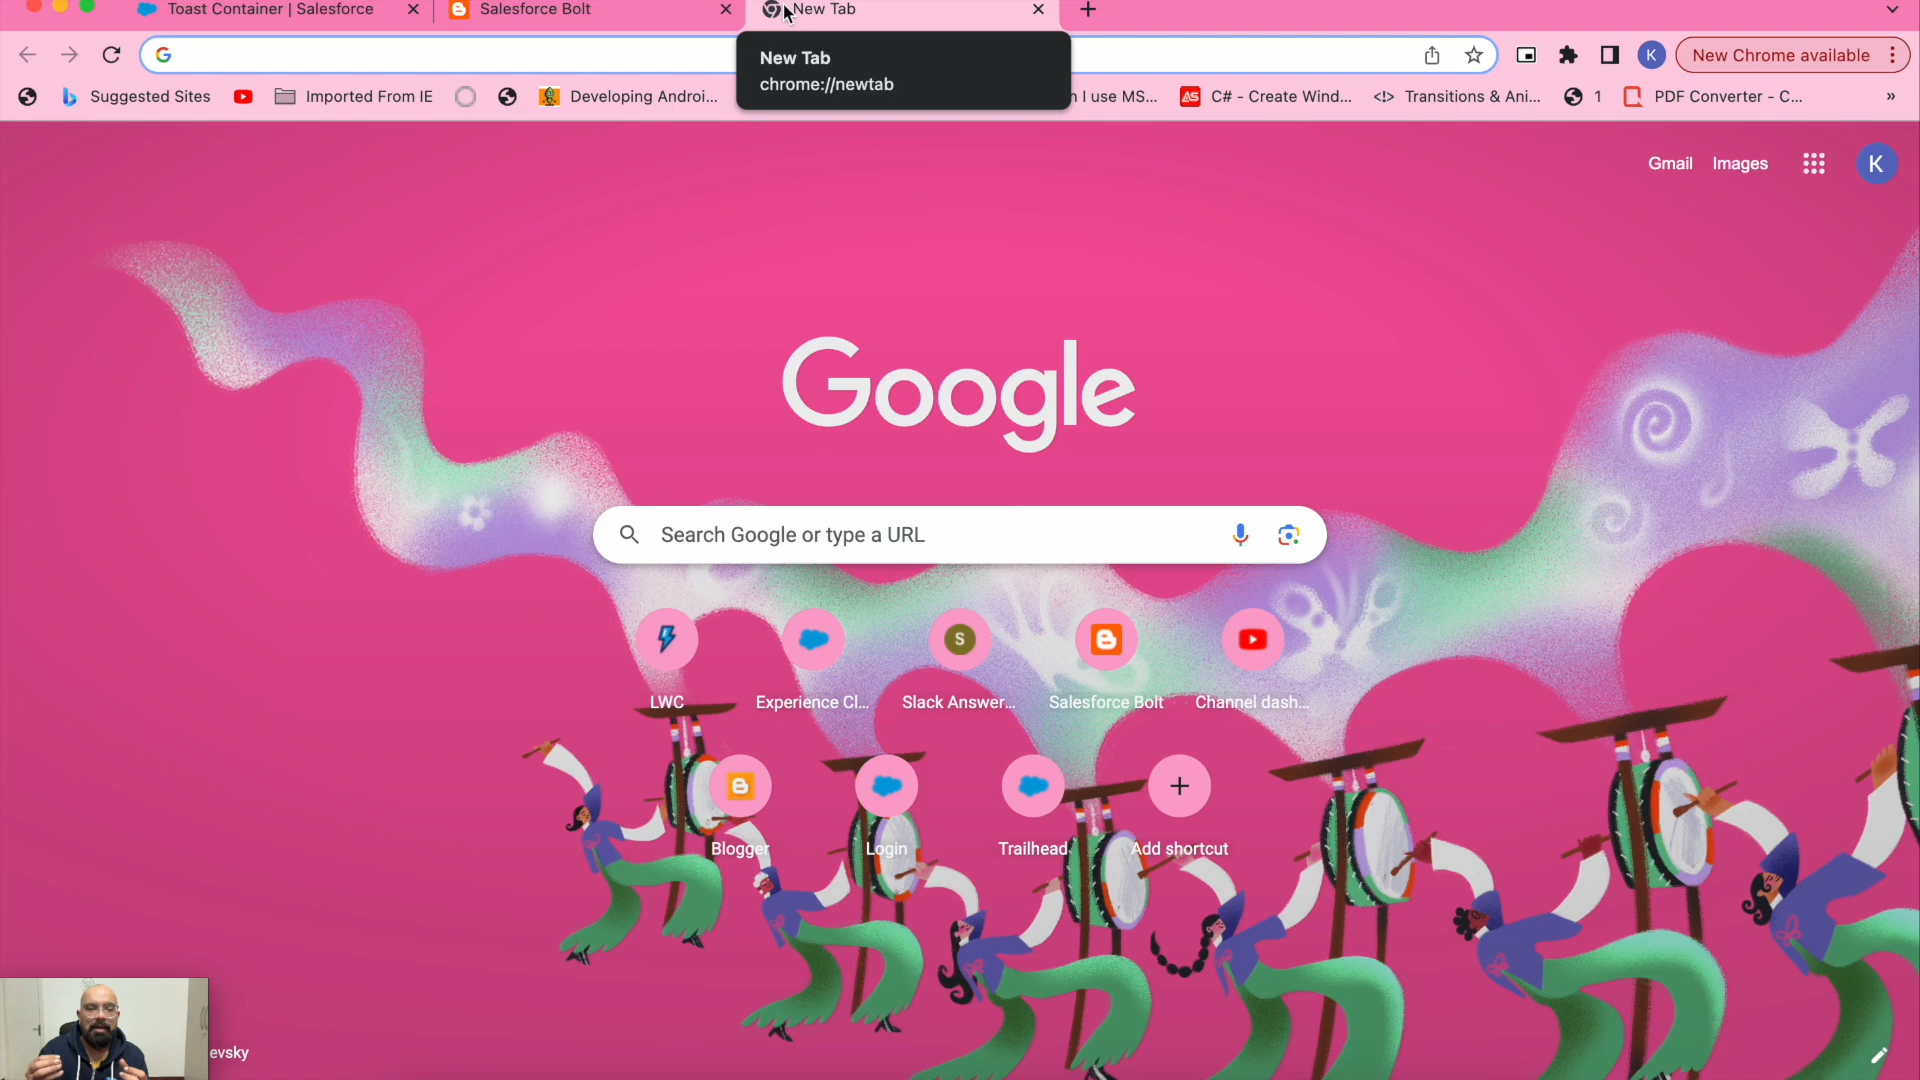 Toast Container | Salesforce
Salesforce Bolt
New Tab
New Tab
chrome://newtab
New Chrome available
K
Suggested Sites
Imported From IE
Developing Androi...
I use MS...
C# - Create Wind...
Transitions & Ani...
1
PDF Converter - C...
»
Gmail
Images
K
Google
Search Google or type a URL
LWC
Experience Cl...
S
Slack Answer...
Salesforce Bolt
Channel dash...
Blogger
Login
Trailhead
Add shortcut
evsky